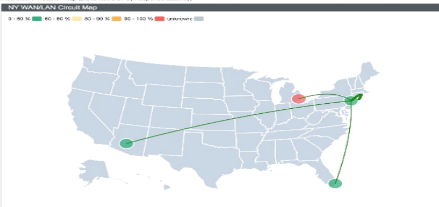 NY WAN/LAN Circuit Map
0 - 60 % 60 - 80 % 80 - 90 % 90 - 100 % unknown